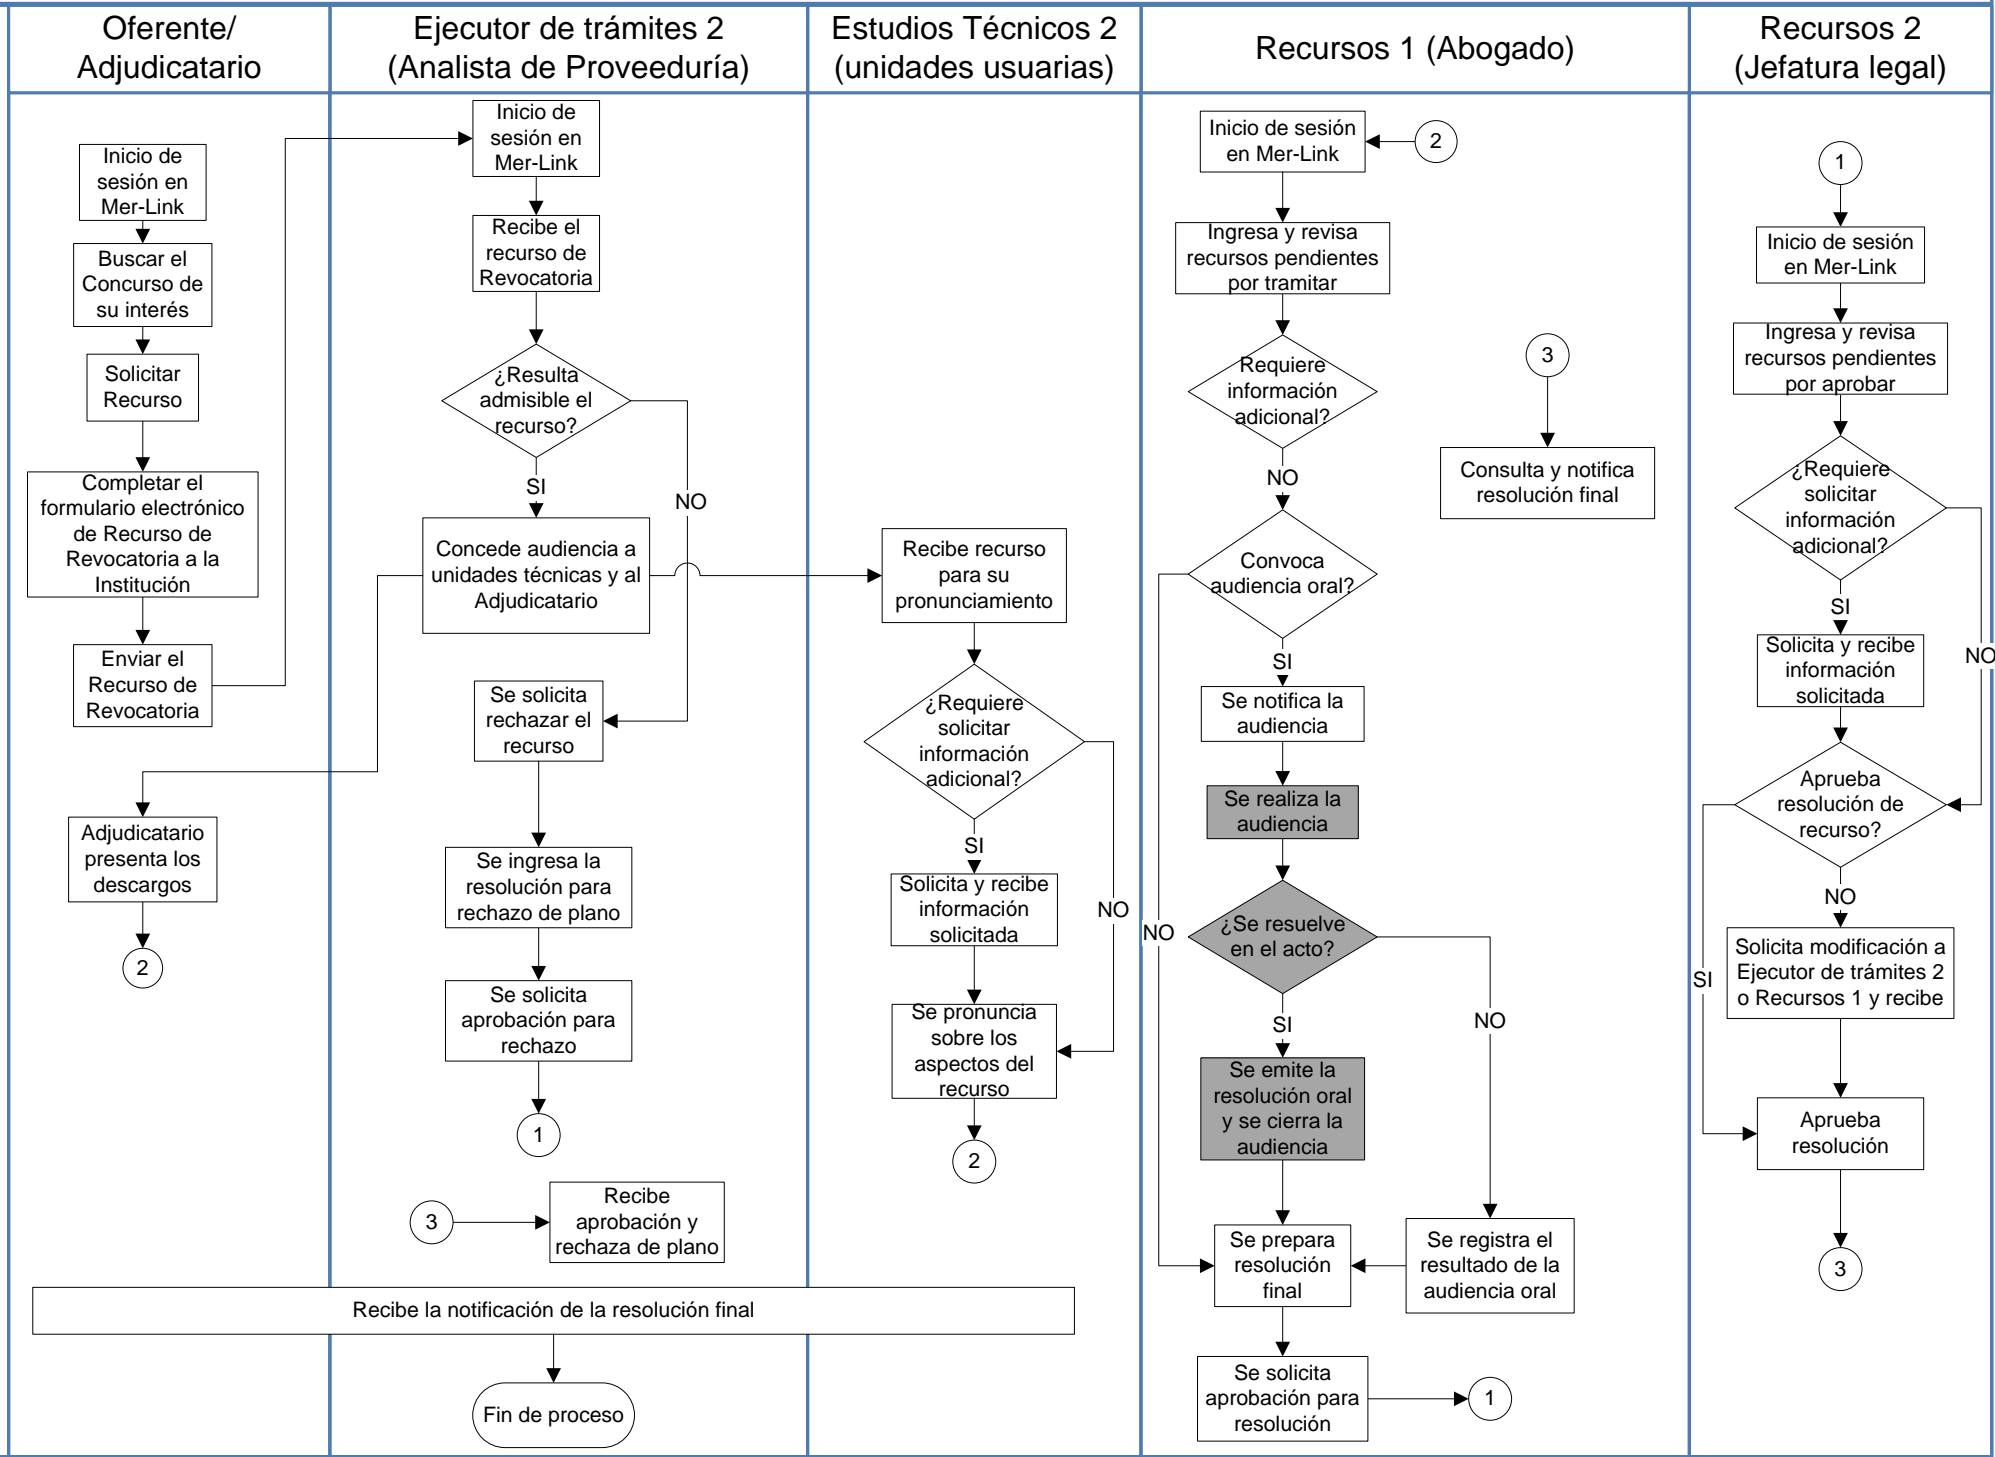 Oferente/
Adjudicatario
Ejecutor de trámites 2
(Analista de Proveeduría)
Estudios Técnicos 2
(unidades usuarias)
Recursos 1 (Abogado)
Recursos 2
(Jefatura legal)
Inicio de
sesión en
Mer-Link
Buscar el
Concurso de
su interés
Solicitar
Recurso
Completar el
formulario electrónico
de Recurso de
Revocatoria a la
Institución
Enviar el
Recurso de
Revocatoria
Adjudicatario
presenta los
descargos
2
Inicio de
sesión en
Mer-Link
Recibe el
recurso de
Revocatoria
¿Resulta
admisible el
recurso?
SI
NO
Concede audiencia a
unidades técnicas y al
Adjudicatario
Se solicita
rechazar el
recurso
Se ingresa la
resolución para
rechazo de plano
Se solicita
aprobación para
rechazo
1
3
Recibe
aprobación y
rechaza de plano
Recibe la notificación de la resolución final
Fin de proceso
Recibe recurso
para su
pronunciamiento
¿Requiere
solicitar
información
adicional?
SI
NO
Solicita y recibe
información
solicitada
Se pronuncia
sobre los
aspectos del
recurso
2
Inicio de sesión
en Mer-Link
2
Ingresa y revisa
recursos pendientes
por tramitar
Requiere
información
adicional?
NO
3
Consulta y notifica
resolución final
Convoca
audiencia oral?
SI
NO
Se notifica la
audiencia
Se realiza la
audiencia
¿Se resuelve
en el acto?
SI
NO
Se emite la
resolución oral
y se cierra la
audiencia
Se prepara
resolución
final
Se registra el
resultado de la
audiencia oral
Se solicita
aprobación para
resolución
1
1
Inicio de sesión
en Mer-Link
Ingresa y revisa
recursos pendientes
por aprobar
¿Requiere
solicitar
información
adicional?
SI
NO
Solicita y recibe
información
solicitada
Aprueba
resolución de
recurso?
NO
SI
Solicita modificación a
Ejecutor de trámites 2
o Recursos 1 y recibe
Aprueba
resolución
3